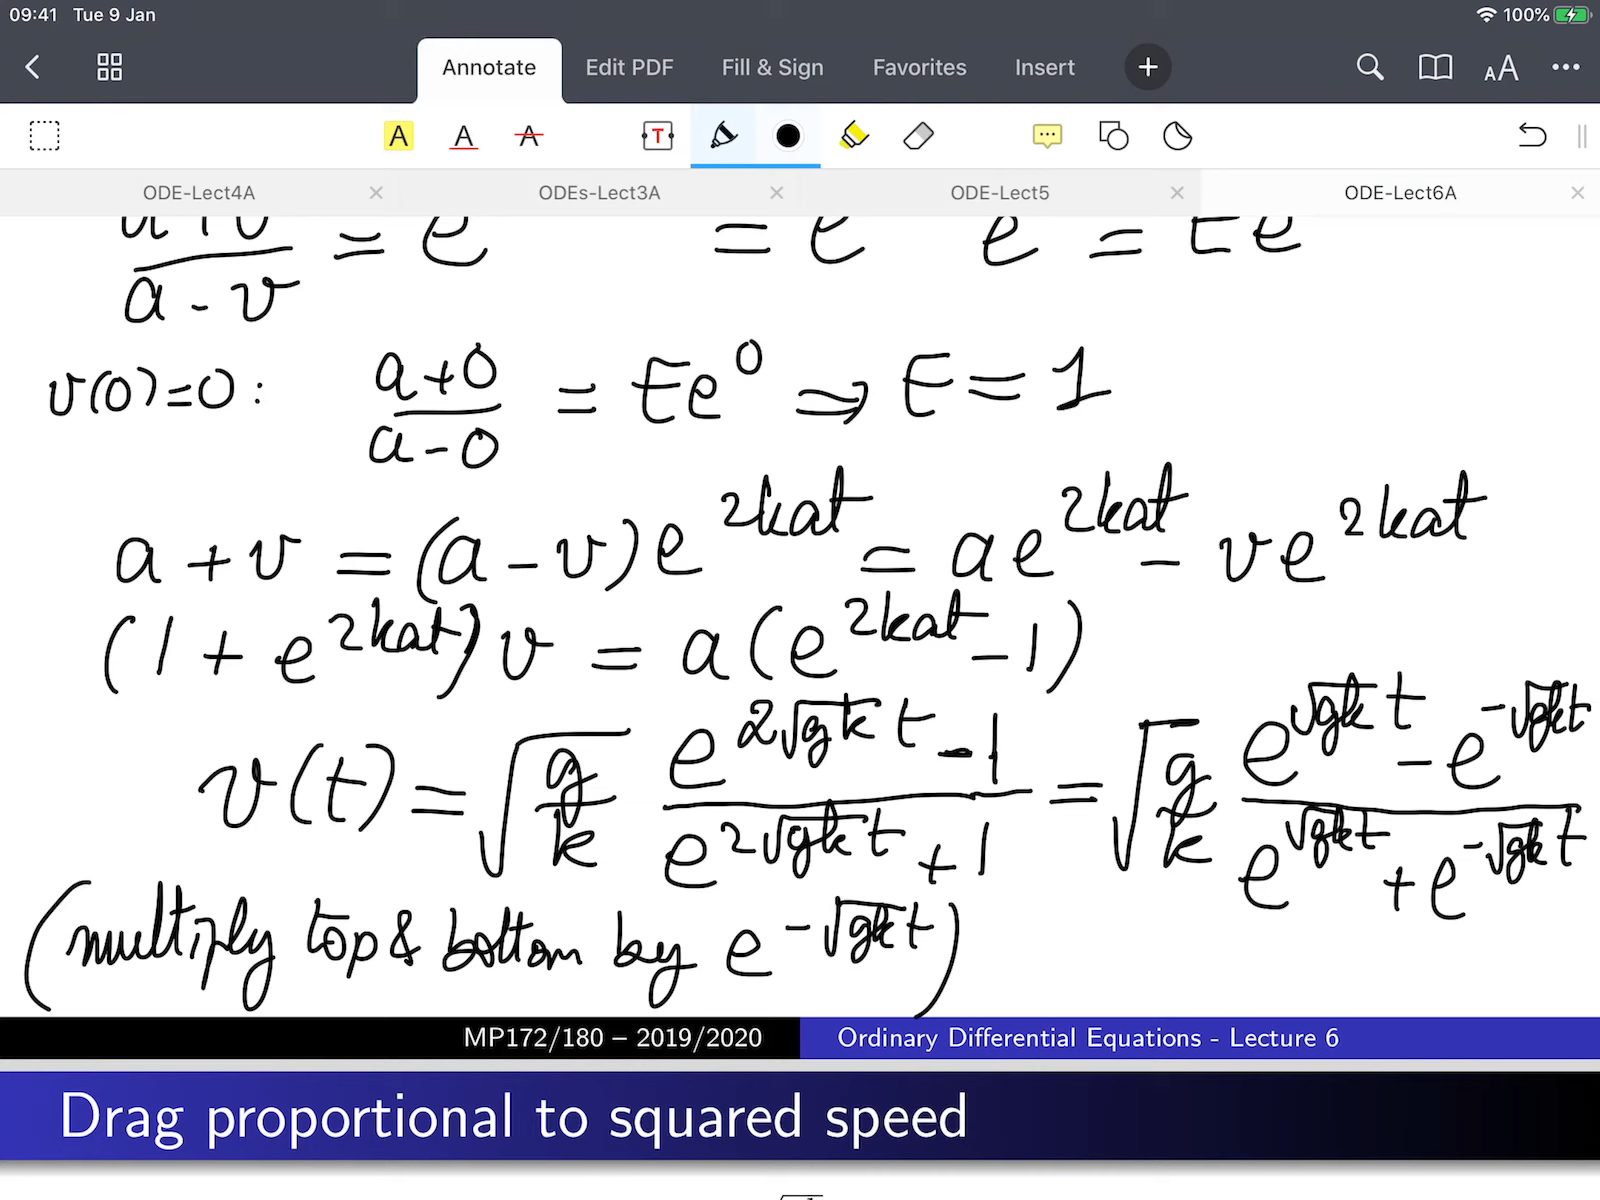 09:41 Tue 9 Jan 100%
Annotate Edit PDF Fill & Sign Favorites Insert + AA
A A A T
ODE-Lect4A × ODEs-Lect3A × ODE-Lect5 × ODE-Lect6A ×
(a+v)/(a-v) = e = e e = Ee
v(0)=0: (a+0)/(a-0) = Ee^0 ⇒ E = 1
a + v = (a - v)e^{2kat} = ae^{2kat} - ve^{2kat}
(1 + e^{2kat})v = a(e^{2kat} - 1)
v(t) = √(g/k) (e^{2√gk t} - 1)/(e^{2√gk t} + 1) = √(g/k) (e^{√gk t} - e^{-√gk t})/(e^{√gk t} + e^{-√gk t})
(multiply top & bottom by e^{-√gk t})
MP172/180 – 2019/2020 Ordinary Differential Equations - Lecture 6
Drag proportional to squared speed